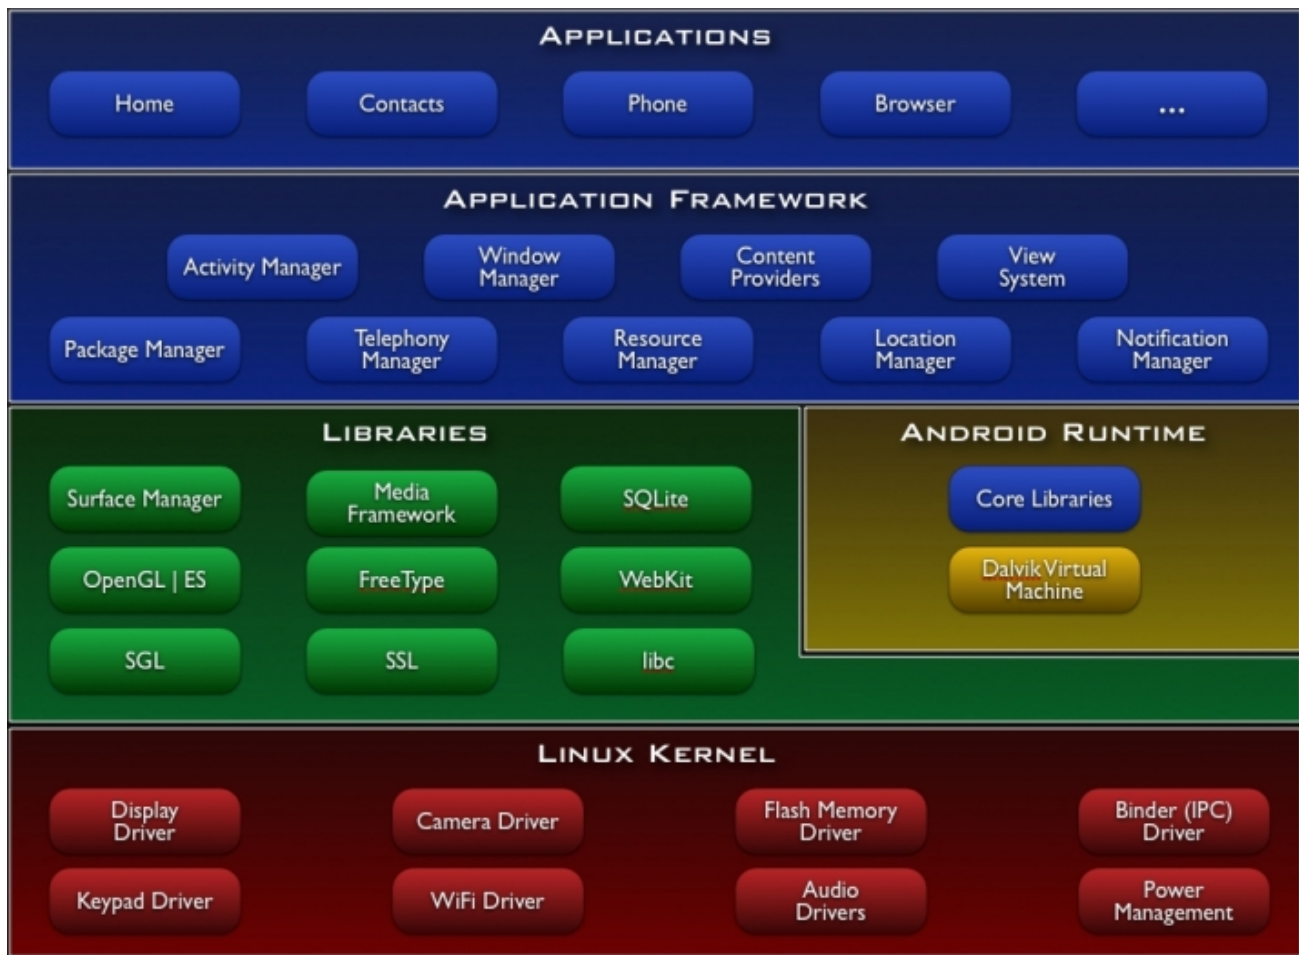 APPLICATIONS
Home
Contacts
Phone
Browser
...
APPLICATION FRAMEWORK
Activity Manager
Window
Manager
Content
Providers
View
System
Package Manager
Telephony
Manager
Resource
Manager
Location
Manager
Notification
Manager
LIBRARIES
Surface Manager
Media
Framework
SQLite
OpenGL | ES
FreeType
WebKit
SGL
SSL
libc
ANDROID RUNTIME
Core Libraries
Dalvik Virtual
Machine
LINUX KERNEL
Display
Driver
Camera Driver
Flash Memory
Driver
Binder (IPC)
Driver
Keypad Driver
WiFi Driver
Audio
Drivers
Power
Management